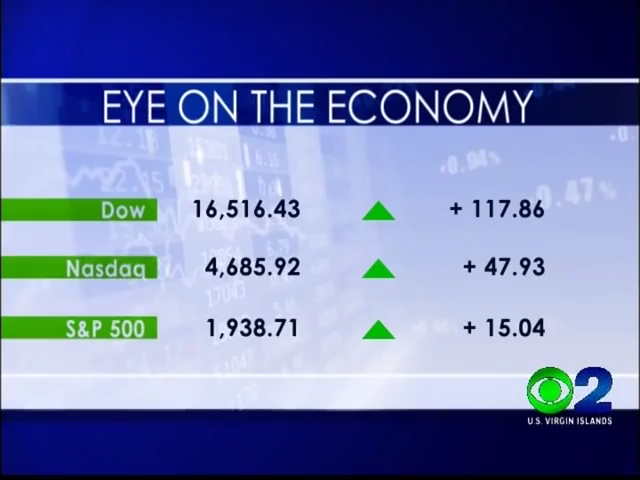 EYE ON THE ECONOMY
Dow 16,516.43 + 117.86
Nasdaq 4,685.92 + 47.93
S&P 500 1,938.71 + 15.04
2
U.S. VIRGIN ISLANDS